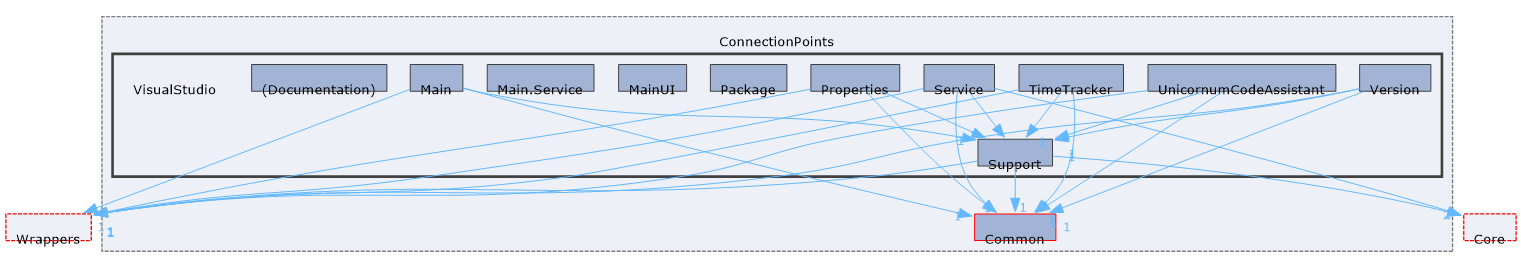 ConnectionPoints
VisualStudio (Documentation) Main Main.Service MainUI Package Properties Service TimeTracker UnicornumCodeAssistant Version
1 1 1
Support
1 1
1 1 1
Wrappers Common Core